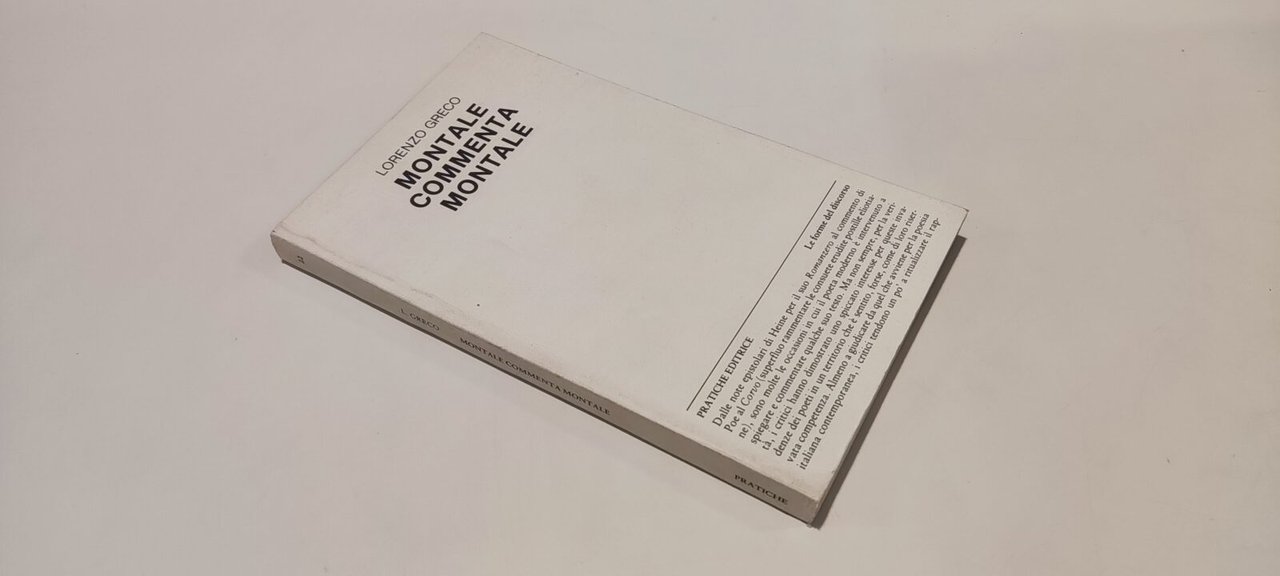 LORENZO GRECO
MONTALE
COMMENTA
MONTALE
PRATICHE EDITRICE Le forme del discorso
Dalle note epistolari di Heine per il suo Romanzero al commento di
Poe al Corvo (superfluo rammentare le consuete erudite postille eliotia-
ne), sono molte le occasioni in cui il poeta moderno è intervenuto a
spiegare e commentare qualche suo testo. Ma non sempre, per la veri-
tà, i critici hanno dimostrato uno spiccato interesse per queste inva-
denze dei poeti in un territorio che è sentito, forse, come di loro riser-
vata competenza. Almeno a giudicare da quel che avviene per la poesia
italiana contemporanea, i critici tendono un po' a ritualizzare il rap-
L. GRECO MONTALE COMMENTA MONTALE PRATICHE